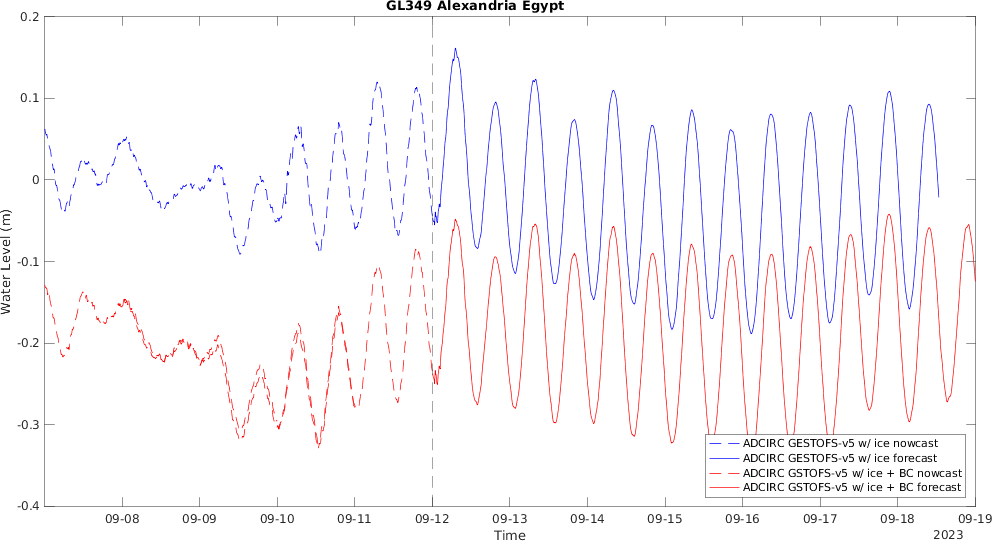 GL349 Alexandria Egypt
0.2
0.1
0
-0.1
-0.2
-0.3
-0.4
Water Level (m)
ADCIRC GESTOFS-v5 w/ ice nowcast
ADCIRC GESTOFS-v5 w/ ice forecast
ADCIRC GSTOFS-v5 w/ ice + BC nowcast
ADCIRC GSTOFS-v5 w/ ice + BC forecast
09-08 09-09 09-10 09-11 09-12 09-13 09-14 09-15 09-16 09-17 09-18 09-19
Time
2023